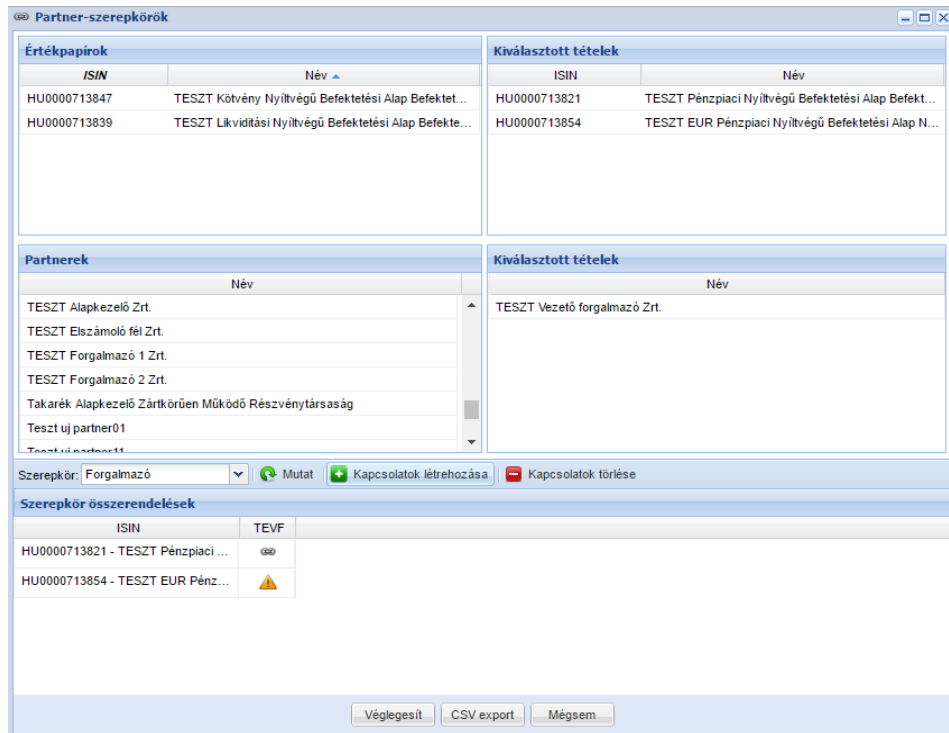 Partner-szerepkörök
Értékpapírok
ISIN Név
HU0000713847 TESZT Kötvény Nyíltvégű Befektetési Alap Befektet...
HU0000713839 TESZT Likviditási Nyíltvégű Befektetési Alap Befekte...
Kiválasztott tételek
ISIN Név
HU0000713821 TESZT Pénzpiaci Nyíltvégű Befektetési Alap Befekt...
HU0000713854 TESZT EUR Pénzpiaci Nyíltvégű Befektetési Alap N...
Partnerek
Név
TESZT Alapkezelő Zrt.
TESZT Elszámoló fél Zrt.
TESZT Forgalmazó 1 Zrt.
TESZT Forgalmazó 2 Zrt.
Takarék Alapkezelő Zártkörűen Működő Részvénytársaság
Teszt uj partner01
Teszt uj partner11
Kiválasztott tételek
Név
TESZT Vezető forgalmazó Zrt.
Szerepkör: Forgalmazó Mutat Kapcsolatok létrehozása Kapcsolatok törlése
Szerepkör összerendelések
ISIN TEVF
HU0000713821 - TESZT Pénzpiaci ...
HU0000713854 - TESZT EUR Pénz...
Véglegesít CSV export Mégsem